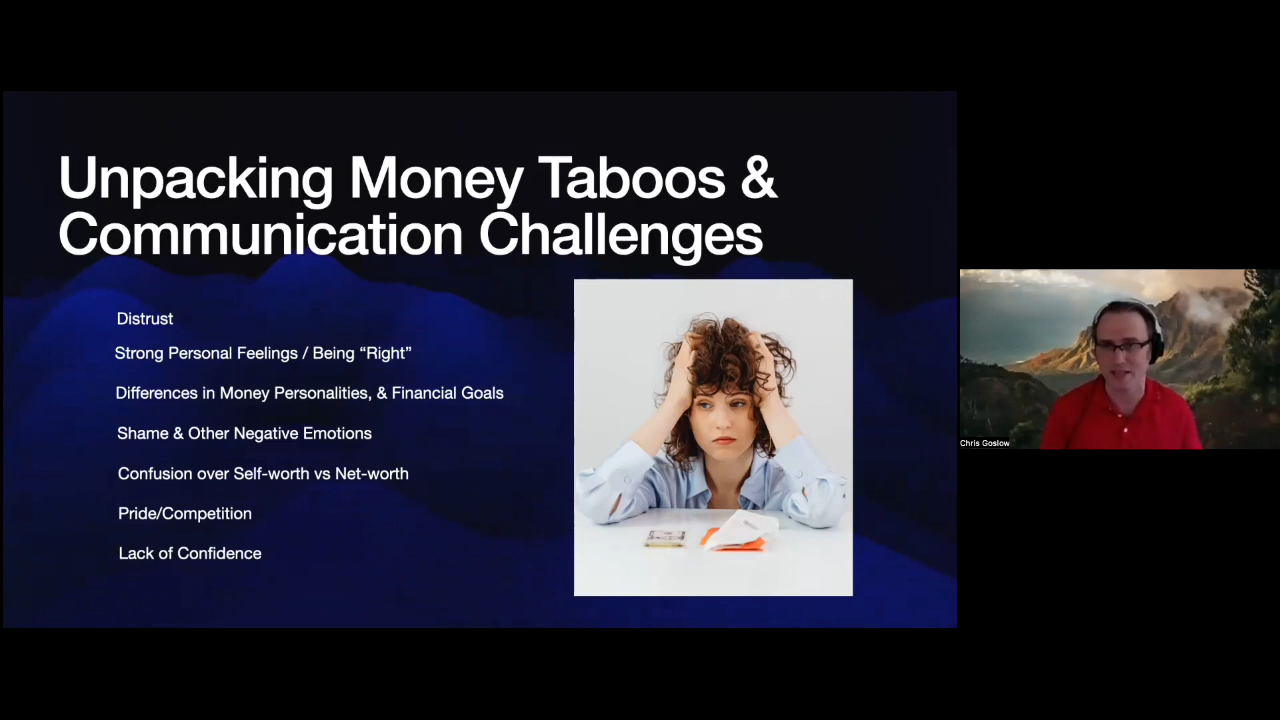 Unpacking Money Taboos &
Communication Challenges
Distrust
Strong Personal Feelings / Being “Right”
Differences in Money Personalities, & Financial Goals
Shame & Other Negative Emotions
Confusion over Self-worth vs Net-worth
Pride/Competition
Lack of Confidence
Chris Goslow